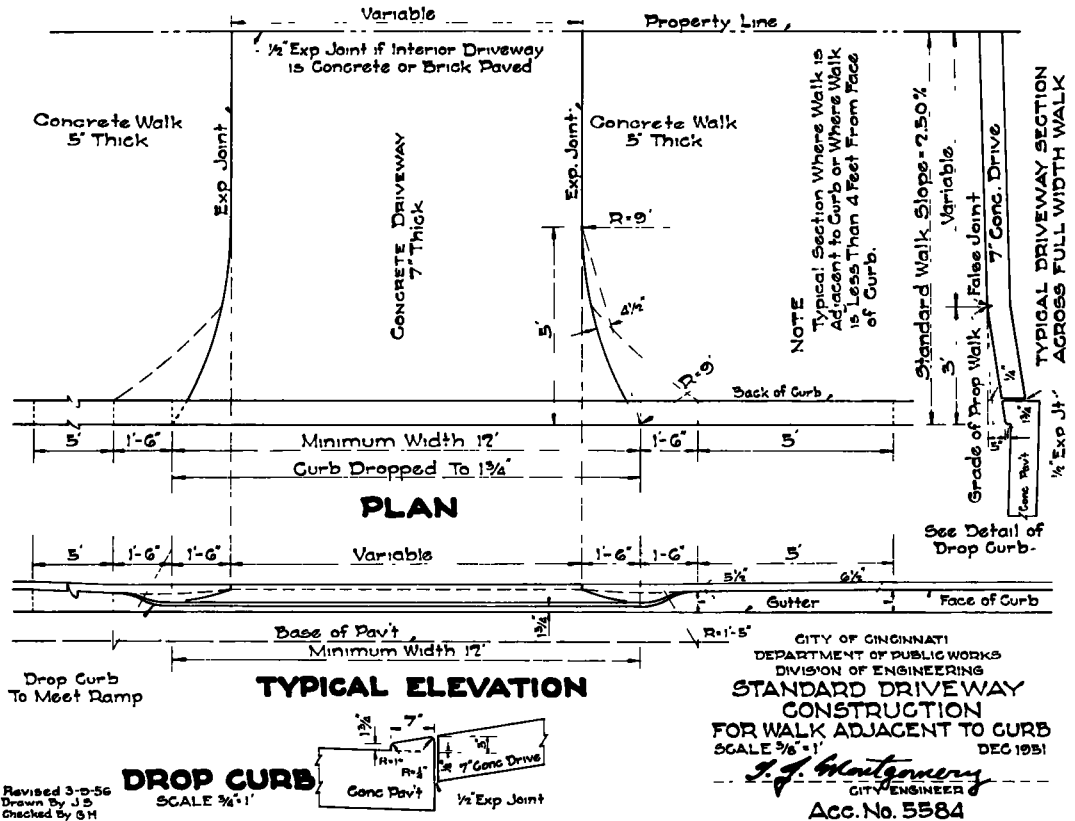 Variable
Property Line
½" Exp Joint if Interior Driveway
is Concrete or Brick Paved
Concrete Walk
5" Thick
Exp Joint
CONCRETE DRIVEWAY
7" Thick
Exp. Joint
Concrete Walk
5" Thick
R=9'
4½"
5'
R=9'
NOTE
Typical Section Where Walk is
Adjacent to Curb or Where Walk
is Less Than 4 Feet From Face
of Curb.
Back of Curb
Standard Walk Slope=2.50%
Variable
3'
7" Conc. Drive
False Joint
Grade of Prop Walk
¼"
1¾"
Conc Pav't
½" Exp Jt.
TYPICAL DRIVEWAY SECTION
ACROSS FULL WIDTH WALK
See Detail of
Drop Curb-
5'
1'-6"
Minimum Width 12'
1'-6"
5'
Curb Dropped To 1¾"
PLAN
5'
1'-6"
1'-6"
Variable
1'-6"
1-6"
5'
5½"
6½"
Gutter
Face of Curb
1¾"
Base of Pav't
R=1'-5"
Minimum Width 12'
Drop Curb
To Meet Ramp
TYPICAL ELEVATION
1¾"
7"
R=1"
7" Conc Drive
Conc Pav't
½" Exp Joint
DROP CURB
SCALE ¾"=1'
Drawn By J S
CITY OF CINCINNATI
DEPARTMENT OF PUBLIC WORKS
DIVISION OF ENGINEERING
STANDARD DRIVEWAY
CONSTRUCTION
FOR WALK ADJACENT TO CURB
SCALE ⅜"=1'
DEC 1951
Montgomery
CITY ENGINEER
Acc. No. 5584